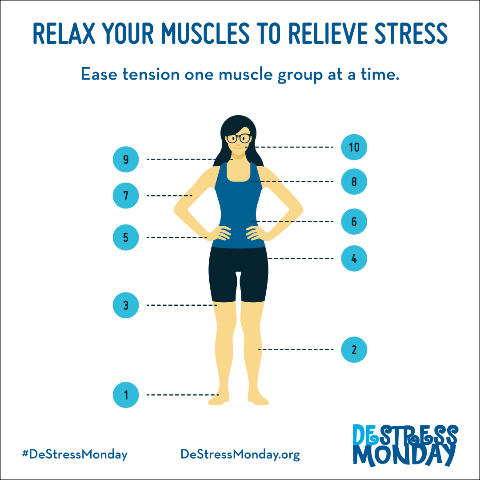 RELAX YOUR MUSCLES TO RELIEVE STRESS
Ease tension one muscle group at a time.
10
9
8
7
6
5
4
3
2
1
#DeStressMonday
DeStressMonday.org
DESTRESS
MONDAY